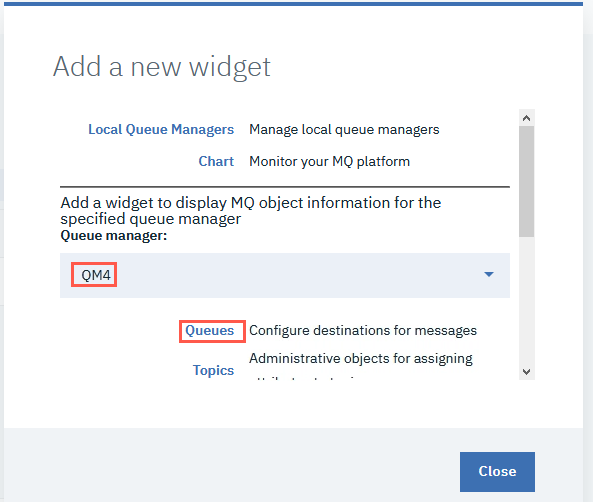 Add a new widget
Local Queue Managers Manage local queue managers
Chart Monitor your MQ platform
Add a widget to display MQ object information for the
specified queue manager
Queue manager:
QM4
Queues Configure destinations for messages
Administrative objects for assigning
Topics
Close